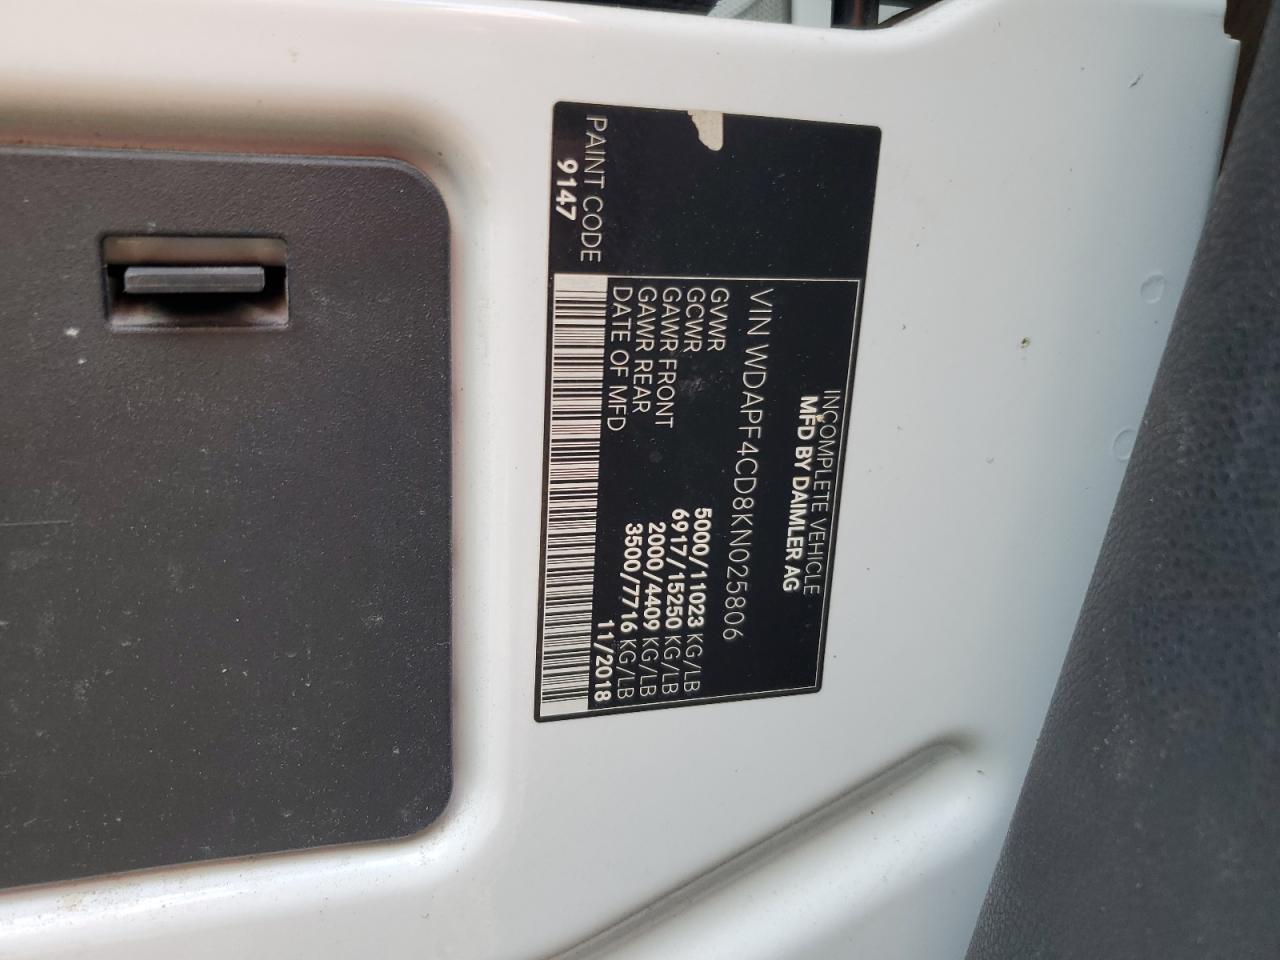 INCOMPLETE VEHICLE
MFD BY DAIMLER AG
VIN WDAPF4CD8KN025806
GVWR 5000/11023 KG/LB
GCWR 6917/15250 KG/LB
GAWR FRONT 2000/4409 KG/LB
GAWR REAR 3500/7716 KG/LB
DATE OF MFD 11/2018
PAINT CODE
9147